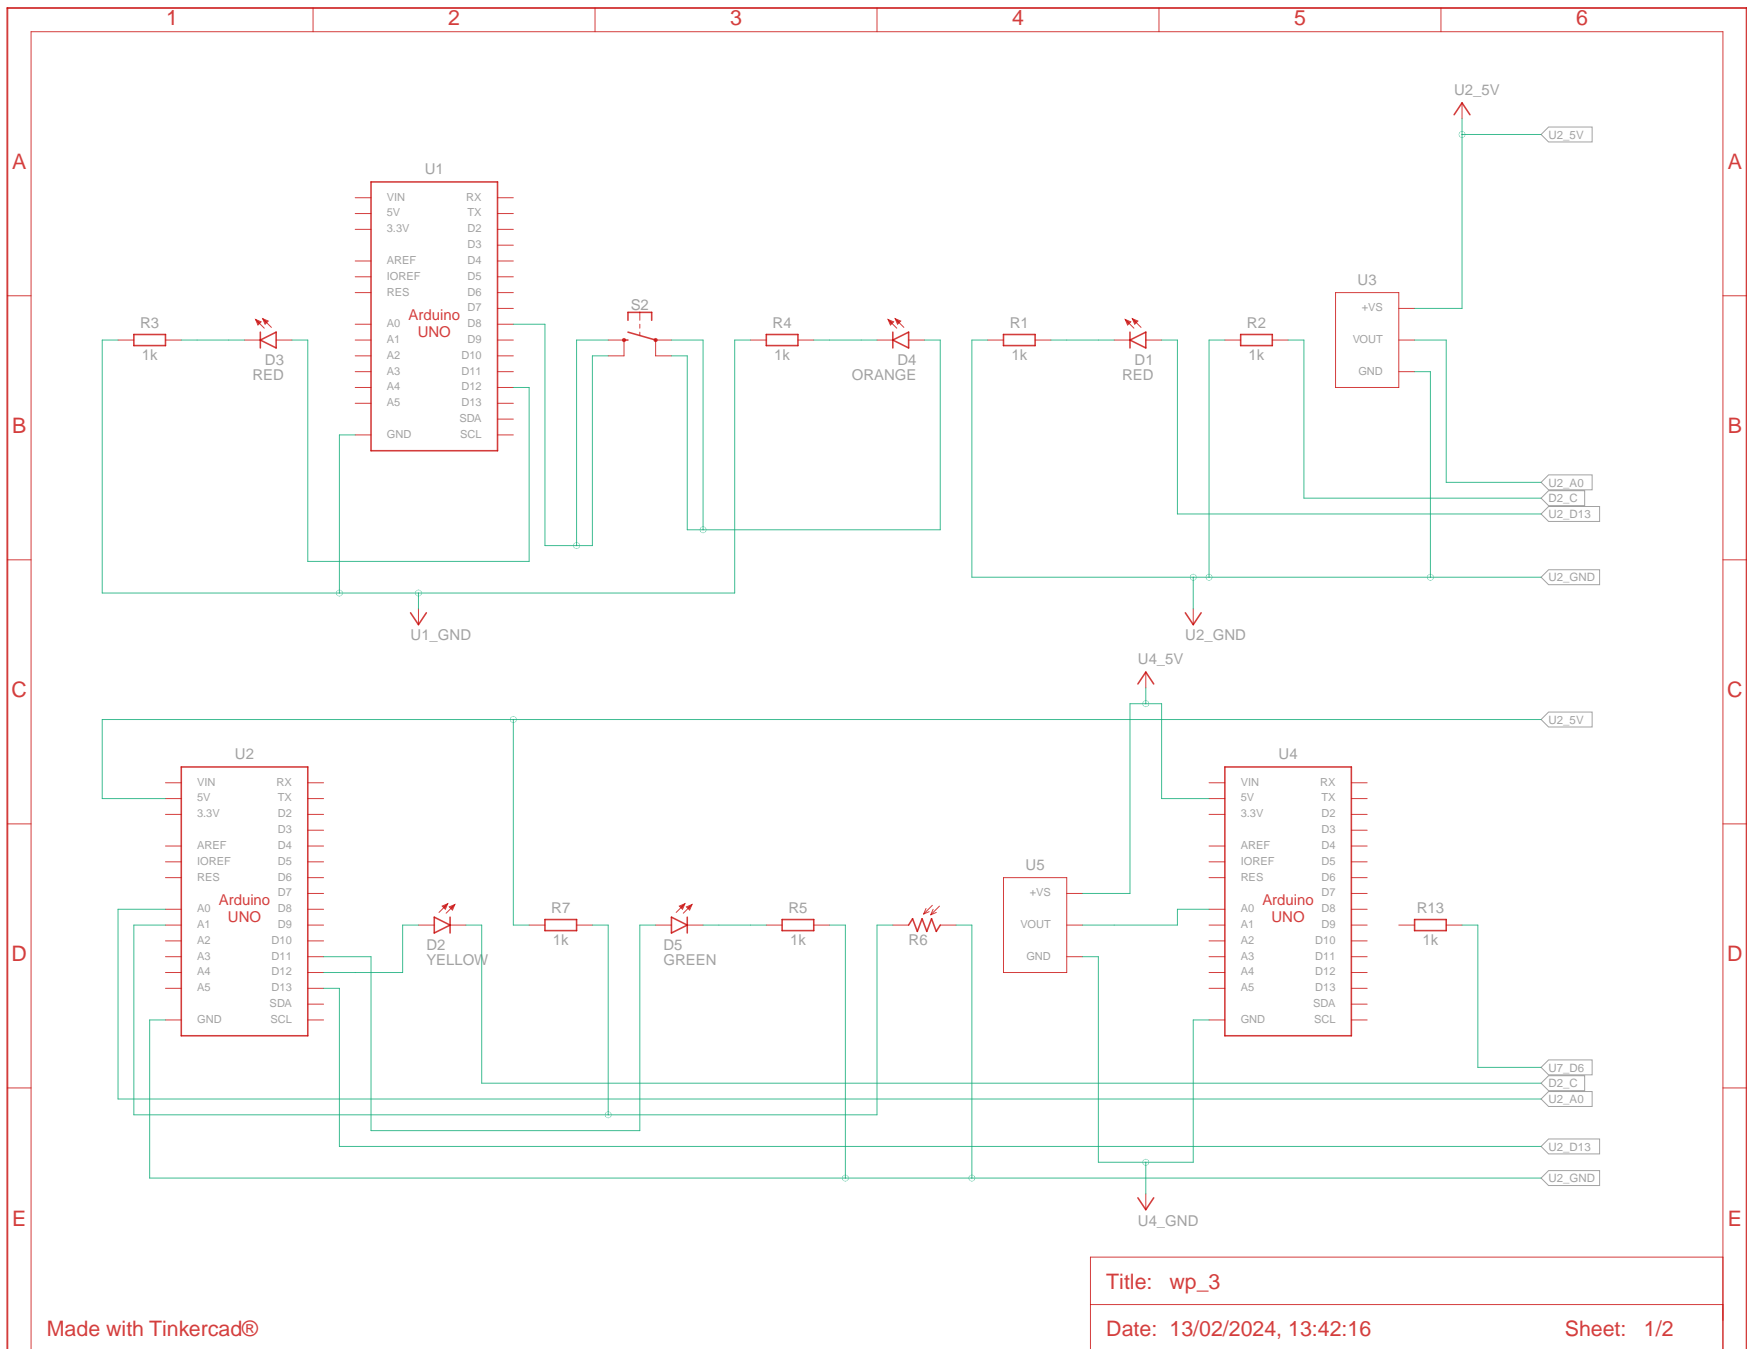 1 2 3 4 5 6
U2_5V
U2_5V
A A
U1
VIN RX
5V TX
3.3V D2
D3
AREF D4
IOREF D5
RES D6
D7
Arduino
UNO
A0 D8
A1 D9
A2 D10
A3 D11
A4 D12
A5 D13
SDA
GND SCL
R3
1k
D3
RED
S2
R4
1k
D4
ORANGE
R1
1k
D1
RED
R2
1k
U3
+VS
VOUT
GND
B B
U2_A0
D2_C
U2_D13
U2_GND
U1_GND
U2_GND
U4_5V
C C
U2_5V
U2
VIN RX
5V TX
3.3V D2
D3
AREF D4
IOREF D5
RES D6
D7
Arduino
UNO
A0 D8
A1 D9
A2 D10
A3 D11
A4 D12
A5 D13
SDA
GND SCL
D2
YELLOW
R7
1k
D5
GREEN
R5
1k
R6
U5
+VS
VOUT
GND
U4
VIN RX
5V TX
3.3V D2
D3
AREF D4
IOREF D5
RES D6
D7
Arduino
UNO
A0 D8
A1 D9
A2 D10
A3 D11
A4 D12
A5 D13
SDA
GND SCL
R13
1k
D D
U7_D6
D2_C
U2_A0
U2_D13
U2_GND
E E
U4_GND
Title: wp_3
Made with Tinkercad®
Date: 13/02/2024, 13:42:16 Sheet: 1/2